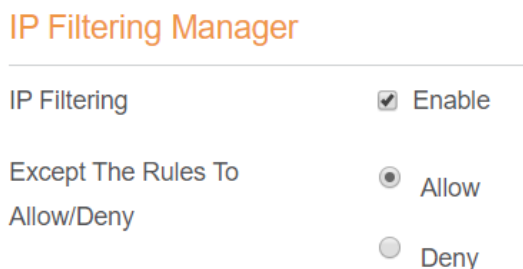 IP Filtering Manager
IP Filtering Enable
Except The Rules To
Allow/Deny
Allow
Deny